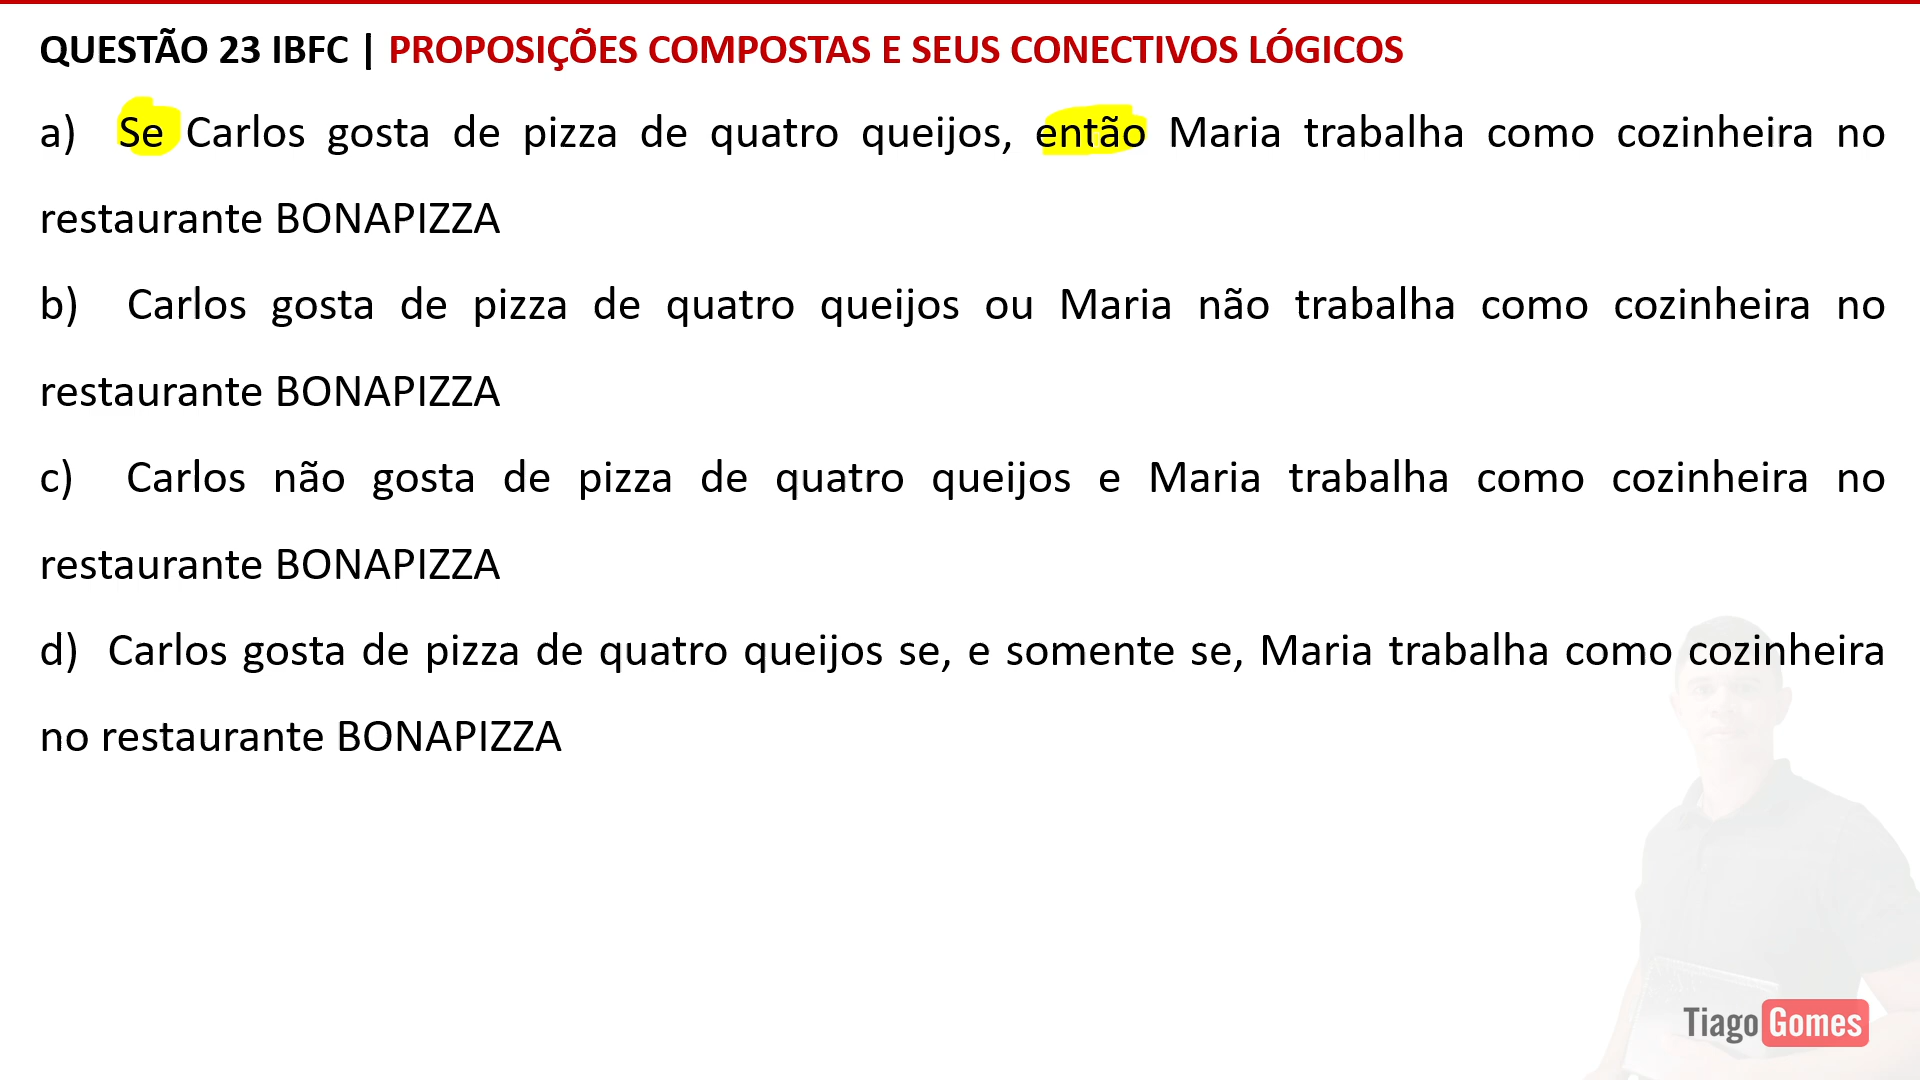 QUESTÃO 23 IBFC | PROPOSIÇÕES COMPOSTAS E SEUS CONECTIVOS LÓGICOS
a) Se Carlos gosta de pizza de quatro queijos, então Maria trabalha como cozinheira no
restaurante BONAPIZZA
b) Carlos gosta de pizza de quatro queijos ou Maria não trabalha como cozinheira no
restaurante BONAPIZZA
c) Carlos não gosta de pizza de quatro queijos e Maria trabalha como cozinheira no
restaurante BONAPIZZA
d) Carlos gosta de pizza de quatro queijos se, e somente se, Maria trabalha como cozinheira
no restaurante BONAPIZZA
Tiago Gomes